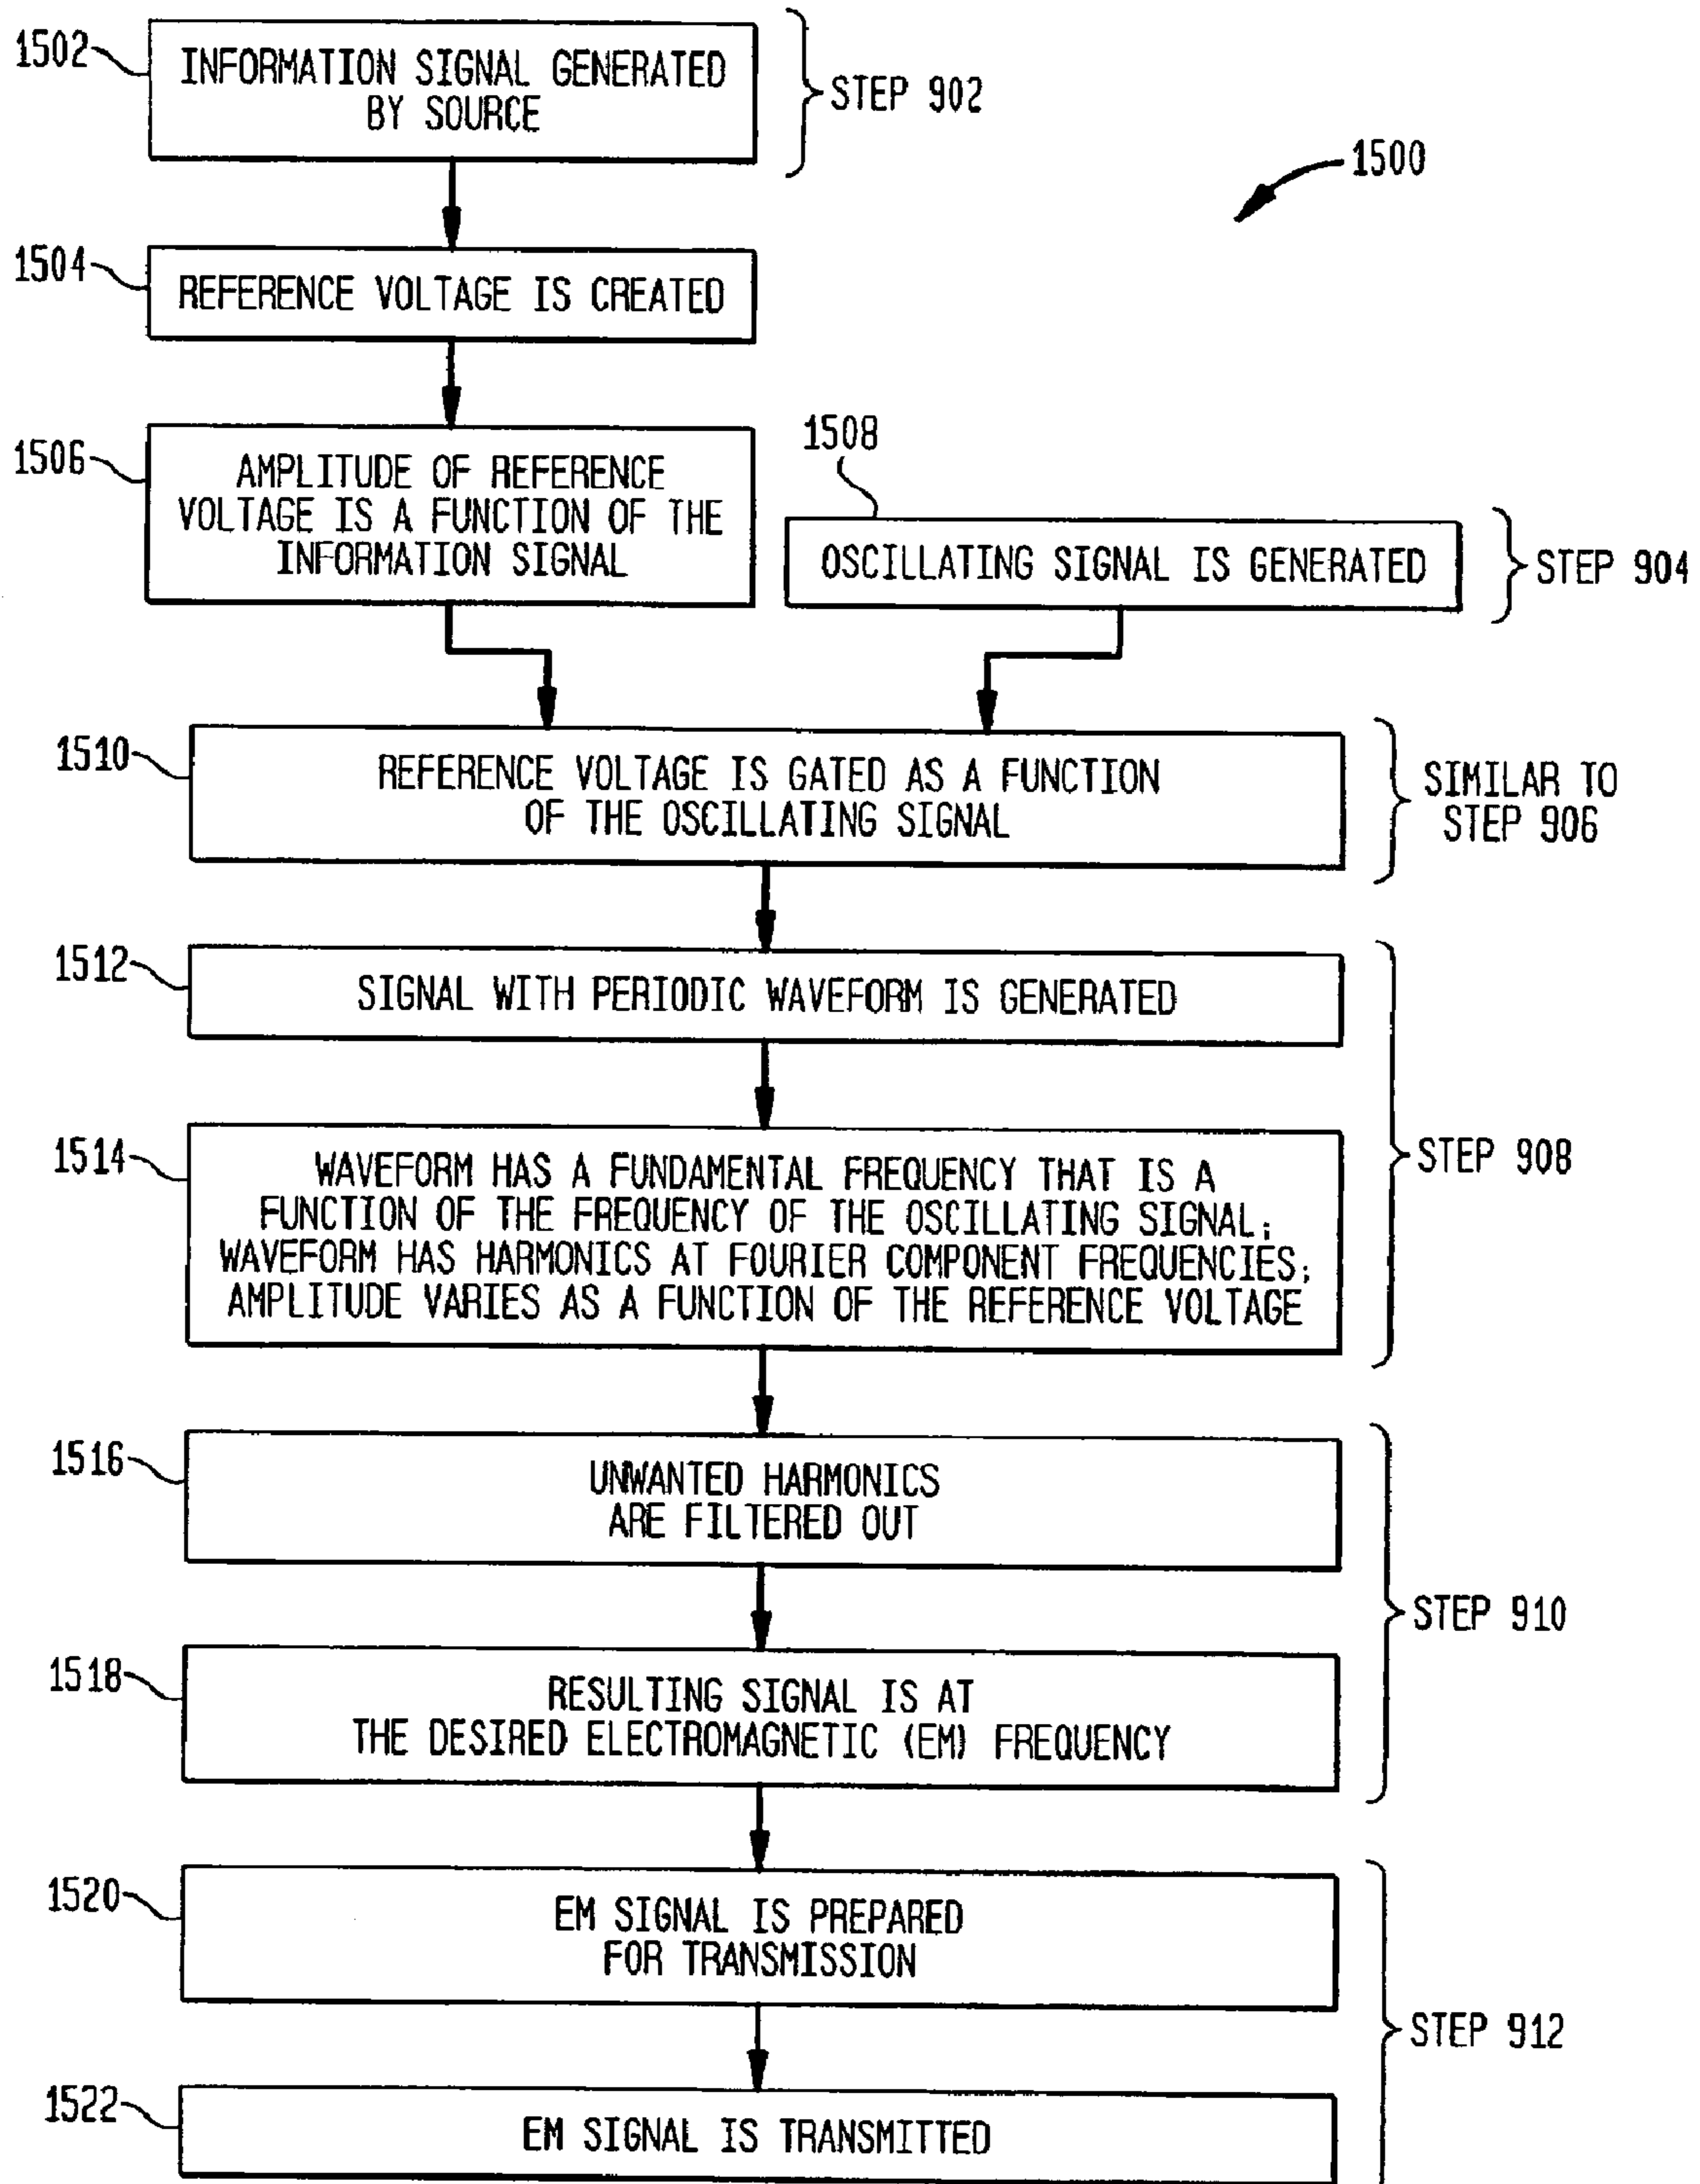 1502
INFORMATION SIGNAL GENERATED
BY SOURCE
STEP 902
1500
1504
REFERENCE VOLTAGE IS CREATED
1506
AMPLITUDE OF REFERENCE
VOLTAGE IS A FUNCTION OF THE
INFORMATION SIGNAL
1508
OSCILLATING SIGNAL IS GENERATED
STEP 904
1510
REFERENCE VOLTAGE IS GATED AS A FUNCTION
OF THE OSCILLATING SIGNAL
SIMILAR TO
STEP 906
1512
SIGNAL WITH PERIODIC WAVEFORM IS GENERATED
1514
WAVEFORM HAS A FUNDAMENTAL FREQUENCY THAT IS A
FUNCTION OF THE FREQUENCY OF THE OSCILLATING SIGNAL;
WAVEFORM HAS HARMONICS AT FOURIER COMPONENT FREQUENCIES;
AMPLITUDE VARIES AS A FUNCTION OF THE REFERENCE VOLTAGE
STEP 908
1516
UNWANTED HARMONICS
ARE FILTERED OUT
1518
RESULTING SIGNAL IS AT
THE DESIRED ELECTROMAGNETIC (EM) FREQUENCY
STEP 910
1520
EM SIGNAL IS PREPARED
FOR TRANSMISSION
1522
EM SIGNAL IS TRANSMITTED
STEP 912